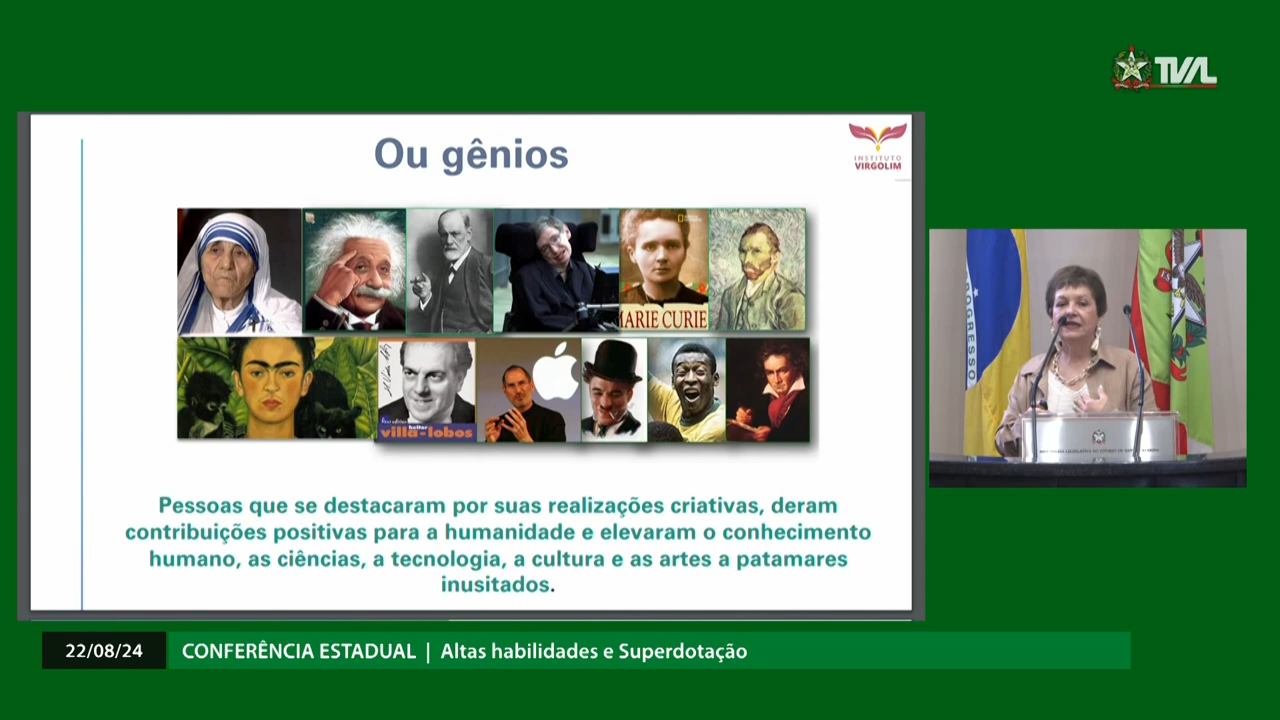 TVAL
Ou gênios
INSTITUTO
VIRGOLIM
MARIE CURIE
villa-lobos
ROGRESSO
Pessoas que se destacaram por suas realizações criativas, deram
contribuições positivas para a humanidade e elevaram o conhecimento
humano, as ciências, a tecnologia, a cultura e as artes a patamares
inusitados.
22/08/24
CONFERÊNCIA ESTADUAL | Altas habilidades e Superdotação